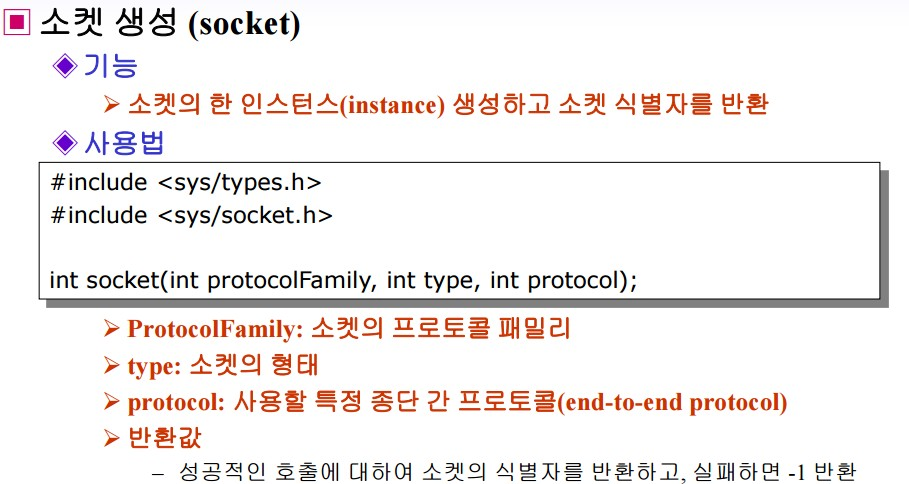 소켓 생성 (socket)
기능
소켓의 한 인스턴스(instance) 생성하고 소켓 식별자를 반환
사용법
#include <sys/types.h>
#include <sys/socket.h>
int socket(int protocolFamily, int type, int protocol);
ProtocolFamily: 소켓의 프로토콜 패밀리
type: 소켓의 형태
protocol: 사용할 특정 종단 간 프로토콜(end-to-end protocol)
반환값
– 성공적인 호출에 대하여 소켓의 식별자를 반환하고, 실패하면 -1 반환